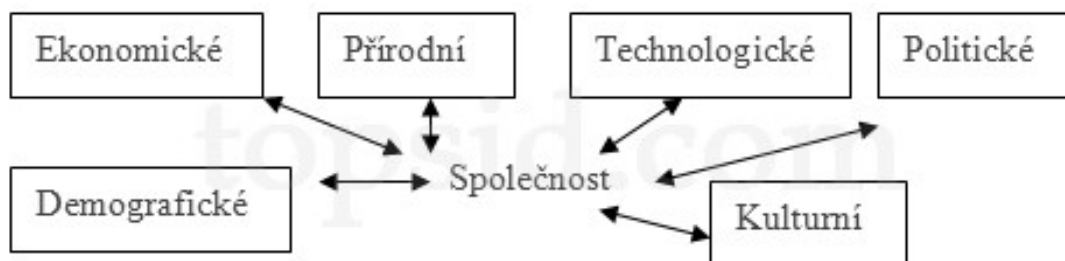 Ekonomické
Přírodní
Technologické
Politické
topsid.com
Společnost
Demografické
Kulturní